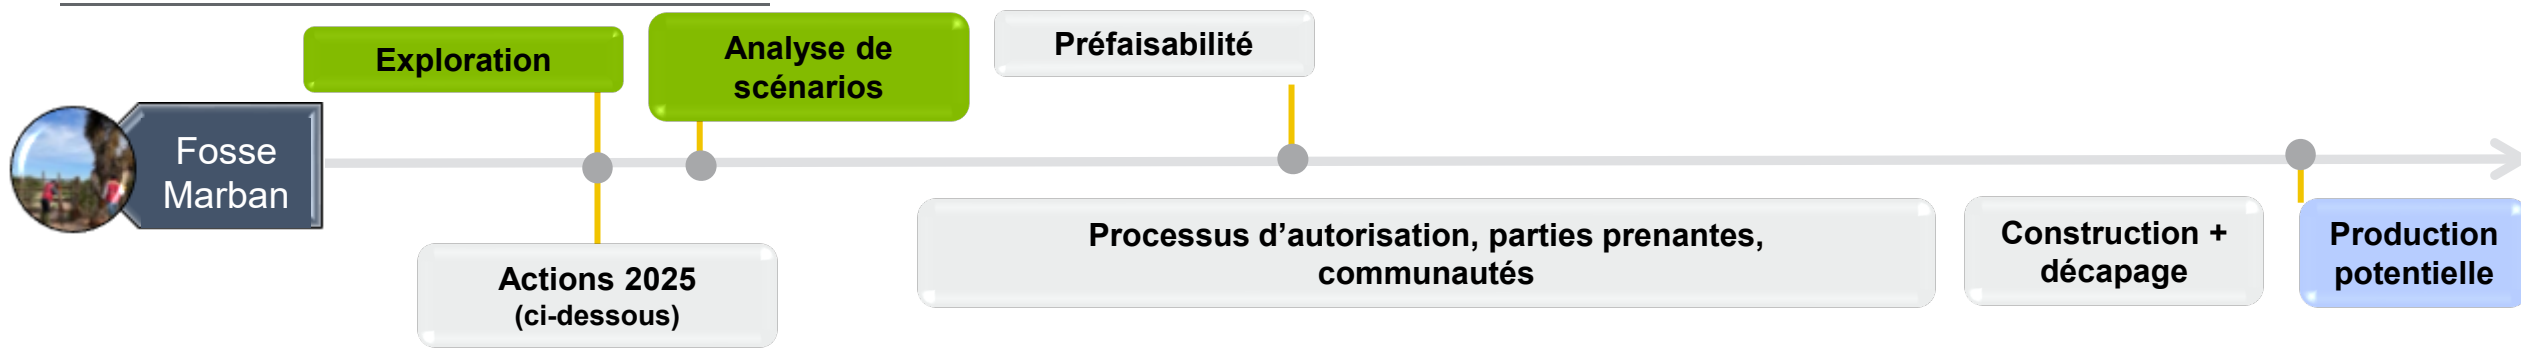 Exploration
Analyse de
scénarios
Préfaisabilité
Fosse
Marban
Actions 2025
(ci-dessous)
Processus d’autorisation, parties prenantes,
communautés
Construction +
décapage
Production
potentielle